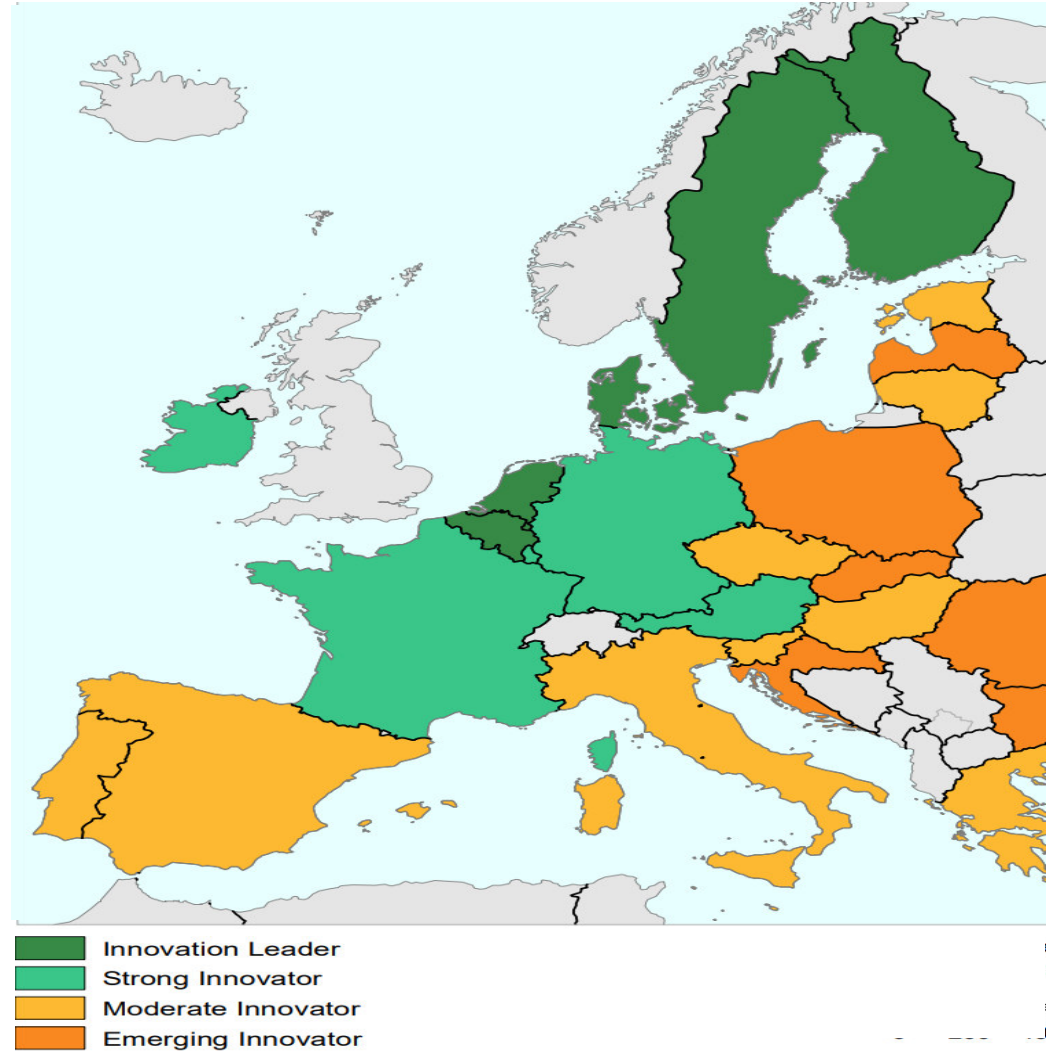 Innovation Leader
Strong Innovator
Moderate Innovator
Emerging Innovator